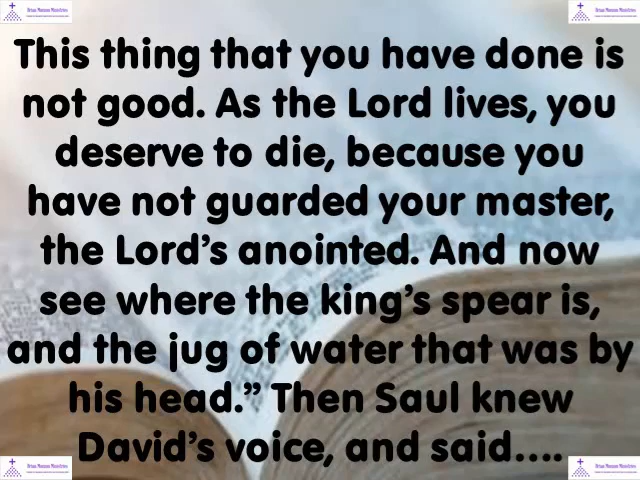 This thing that you have done is
not good. As the Lord lives, you
deserve to die, because you
have not guarded your master,
the Lord’s anointed. And now
see where the king’s spear is,
and the jug of water that was by
his head.” Then Saul knew
David’s voice, and said….